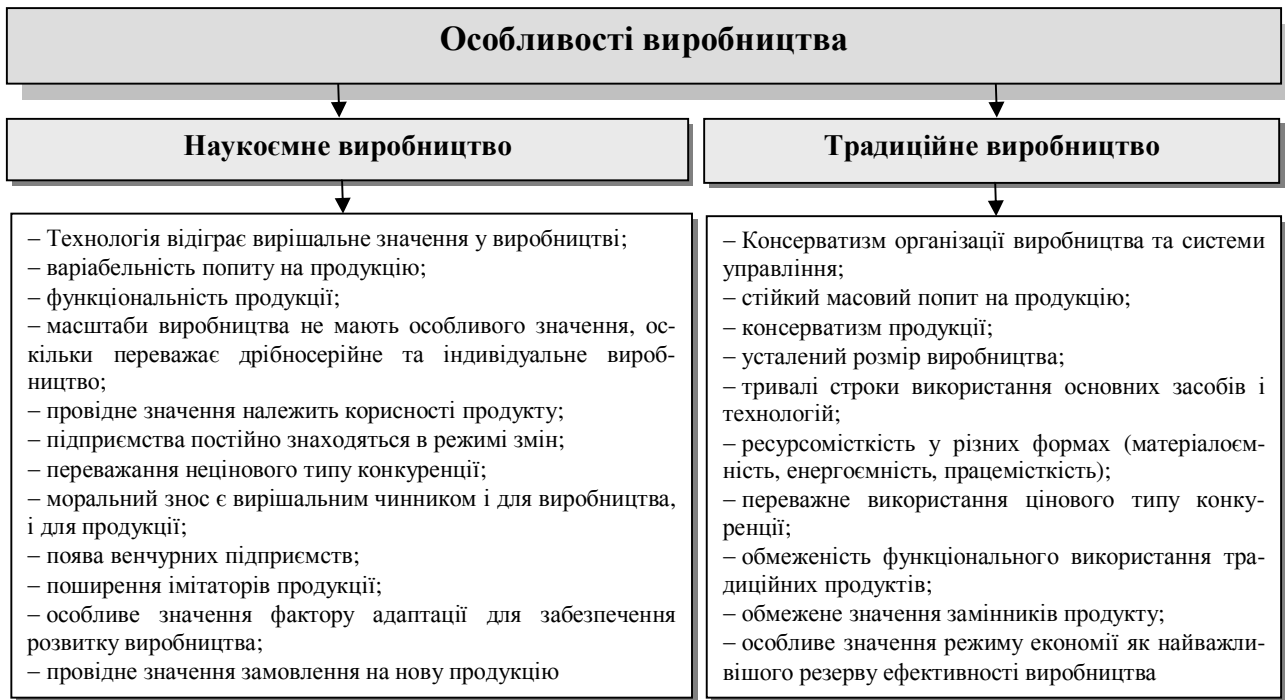 Особливості виробництва
Наукоємне виробництво
– Технологія відіграє вирішальне значення у виробництві;
– варіабельність попиту на продукцію;
– функціональність продукції;
– масштаби виробництва не мають особливого значення, ос-
кільки переважає дрібносерійне та індивідуальне вироб-
ництво;
– провідне значення належить корисності продукту;
– підприємства постійно знаходяться в режимі змін;
– переважання нецінового типу конкуренції;
– моральний знос є вирішальним чинником і для виробництва,
і для продукції;
– поява венчурних підприємств;
– поширення імітаторів продукції;
– особливе значення фактору адаптації для забезпечення
розвитку виробництва;
– провідне значення замовлення на нову продукцію
Традиційне виробництво
– Консерватизм організації виробництва та системи
управління;
– стійкий масовий попит на продукцію;
– консерватизм продукції;
– усталений розмір виробництва;
– тривалі строки використання основних засобів і
технологій;
– ресурсомісткість у різних формах (матеріалоєм-
ність, енергоємність, працемісткість);
– переважне використання цінового типу конку-
ренції;
– обмеженість функціонального використання тра-
диційних продуктів;
– обмежене значення замінників продукту;
– особливе значення режиму економії як найважли-
вішого резерву ефективності виробництва